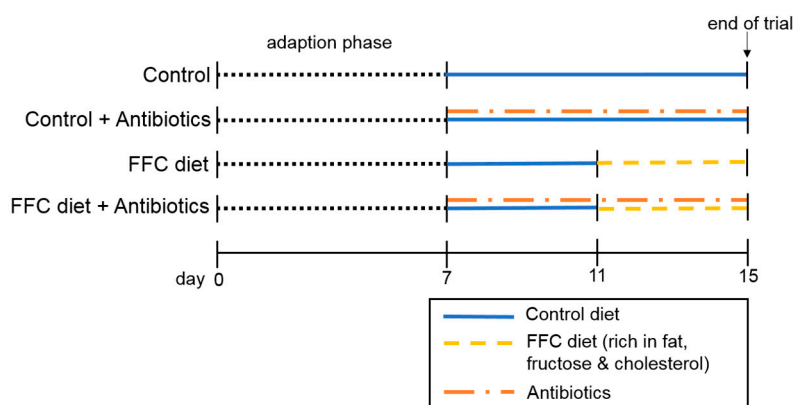 end of trial
adaption phase
Control
Control + Antibiotics
FFC diet
FFC diet + Antibiotics
day 0 7 11 15
Control diet
FFC diet (rich in fat,
fructose & cholesterol)
Antibiotics